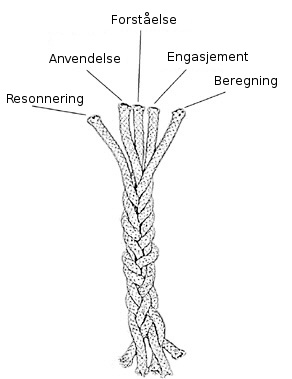 Forståelse
Anvendelse
Engasjement
Resonnering
Beregning